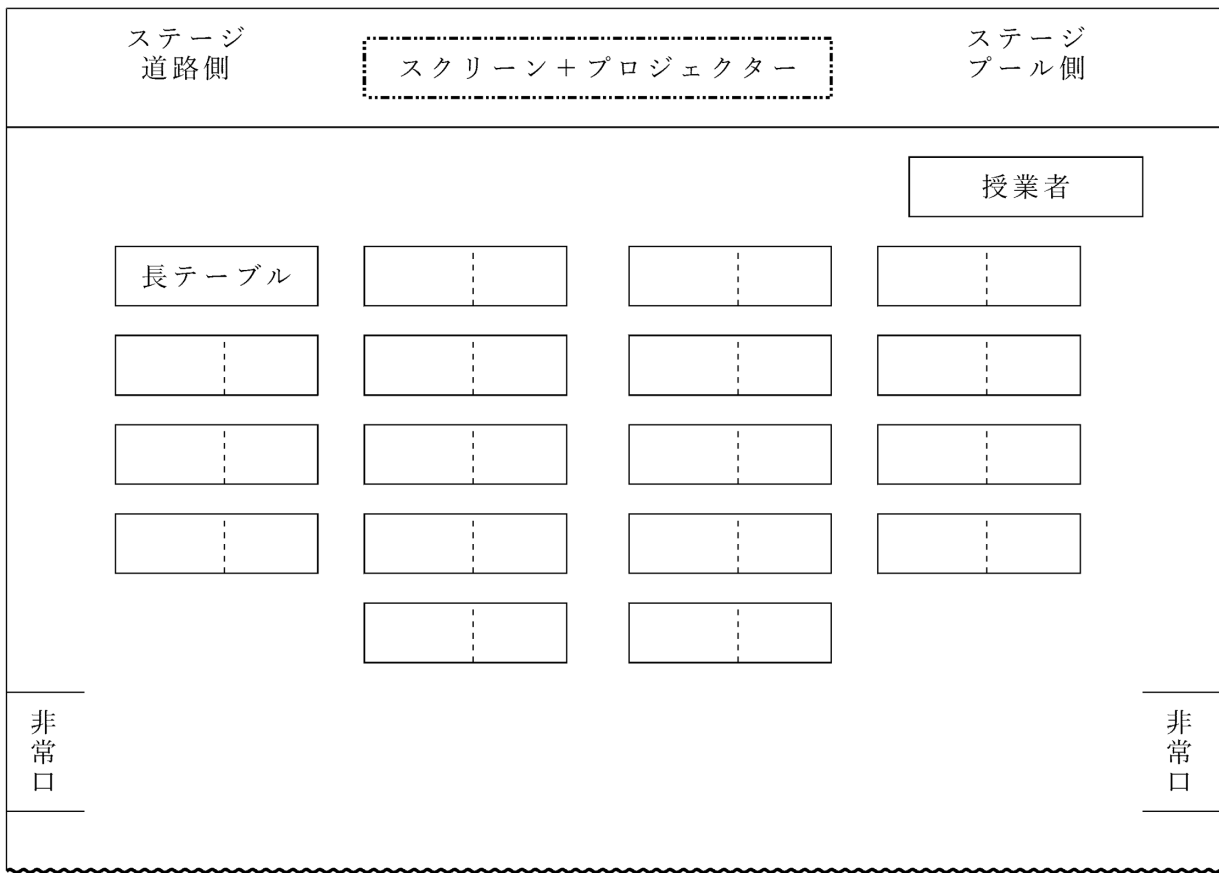 ステージ
道路側
スクリーン＋プロジェクター
ステージ
プール側
授業者
長テーブル
非常口
非常口